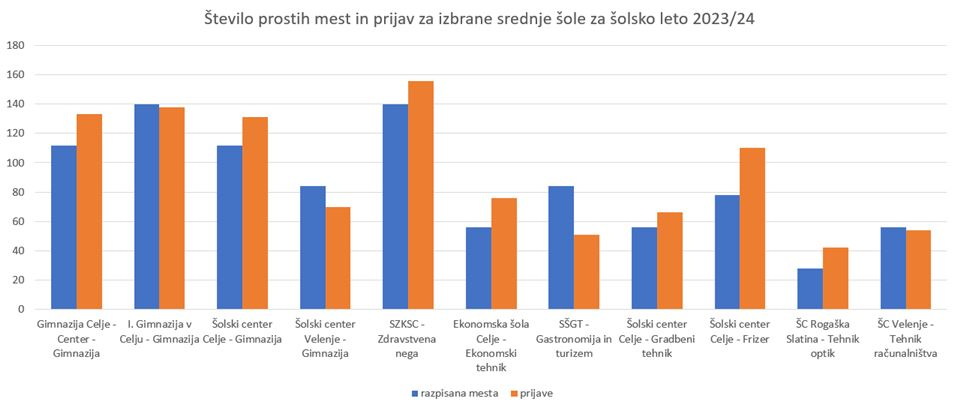 Število prostih mest in prijav za izbrane srednje šole za šolsko leto 2023/24
180
160
140
120
100
80
60
40
20
0
Gimnazija Celje -
Center -
Gimnazija
I. Gimnazija v
Celju - Gimnazija
Šolski center
Celje - Gimnazija
Šolski center
Velenje -
Gimnazija
SZKSC -
Zdravstvena
nega
Ekonomska šola
Celje -
Ekonomski
tehnik
SŠGT -
Gastronomija in
turizem
Šolski center
Celje - Gradbeni
tehnik
Šolski center
Celje - Frizer
ŠC Rogaška
Slatina - Tehnik
optik
ŠC Velenje -
Tehnik
računalništva
razpisana mesta
prijave